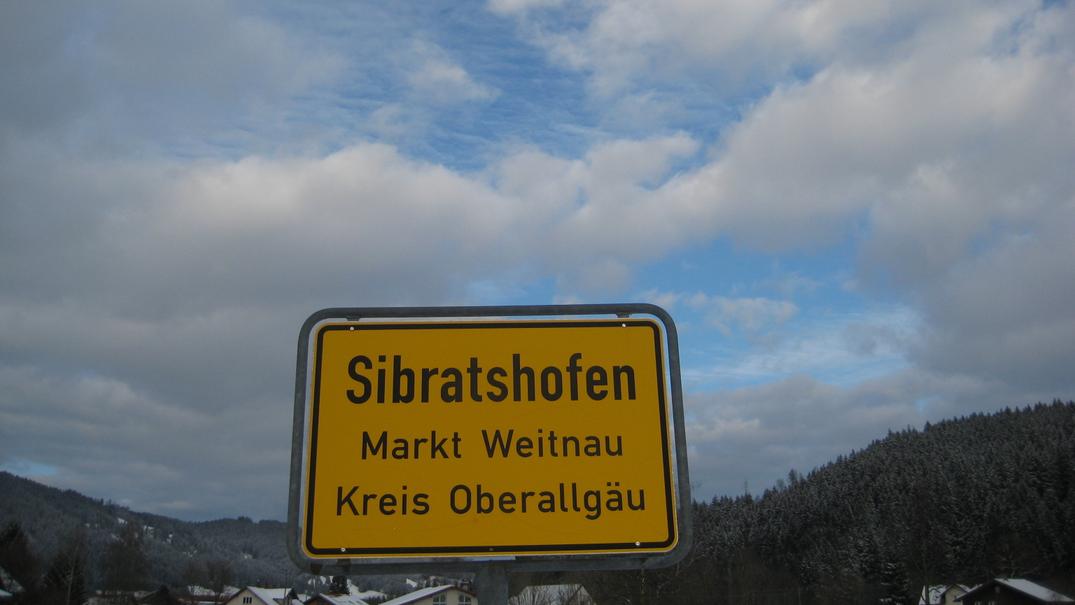 Sibratshofen
Markt Weitnau
Kreis Oberallgäu